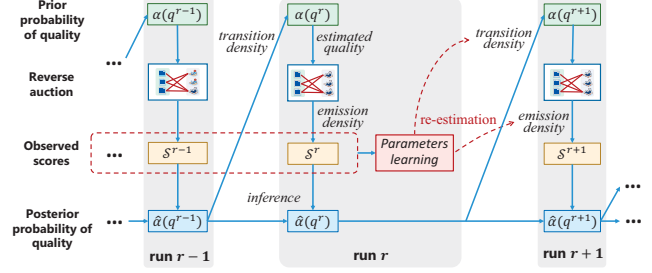 Prior
probability
of quality
Reverse
auction
Observed
scores
Posterior
probability of
quality
...
...
...
α(q^{r−1})
S^{r−1}
α̂(q^{r−1})
run r − 1
transition
density
α(q^r)
estimated
quality
emission
density
S^r
inference
α̂(q^r)
run r
Parameters
learning
re-estimation
transition
density
emission
density
α(q^{r+1})
S^{r+1}
α̂(q^{r+1})
run r + 1
...
...